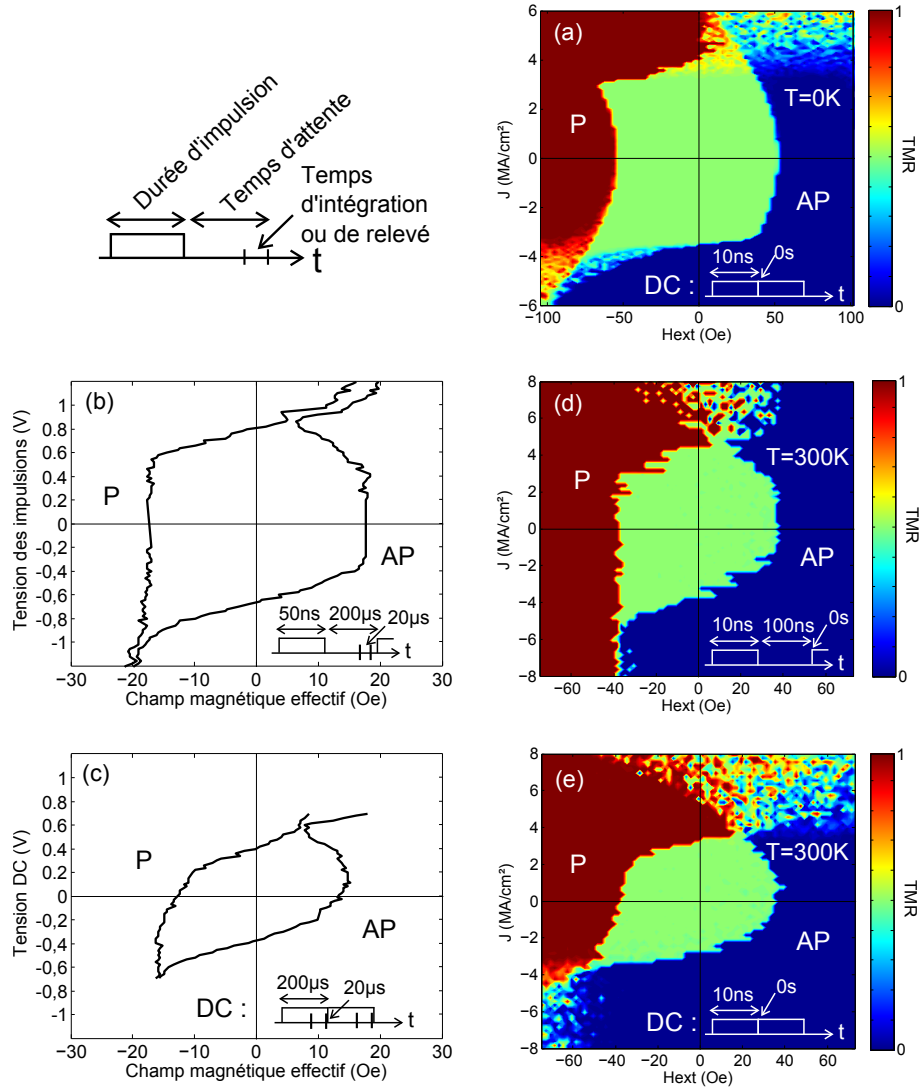 Durée d'impulsion
Temps d'attente
Temps
d'intégration
ou de relevé
t
(a)
J (MA/cm²)
6
4
2
0
−2
−4
−6
P
T=0K
AP
10ns
0s
DC :
t
−100
−50
0
50
100
Hext (Oe)
1
TMR
0
(b)
Tension des impulsions (V)
1
0.8
0.6
0.4
0.2
0
-0.2
-0,4
-0,6
-0,8
-1
P
AP
50ns
200µs
20µs
t
−30
−20
−10
0
10
20
30
Champ magnétique effectif (Oe)
(d)
J (MA/cm²)
8
6
4
2
0
−2
−4
−6
−8
P
T=300K
AP
10ns
100ns
0s
t
−60
−40
−20
0
20
40
60
Hext (Oe)
1
TMR
0
(c)
Tension DC (V)
1
0.8
0.6
0.4
0.2
0
-0.2
-0,4
-0,6
-0,8
-1
P
AP
DC :
200µs
20µs
t
−30
−20
−10
0
10
20
30
Champ magnétique effectif (Oe)
(e)
J (MA/cm²)
8
6
4
2
0
−2
−4
−6
−8
P
T=300K
AP
10ns
0s
DC :
t
−60
−40
−20
0
20
40
60
Hext (Oe)
1
TMR
0